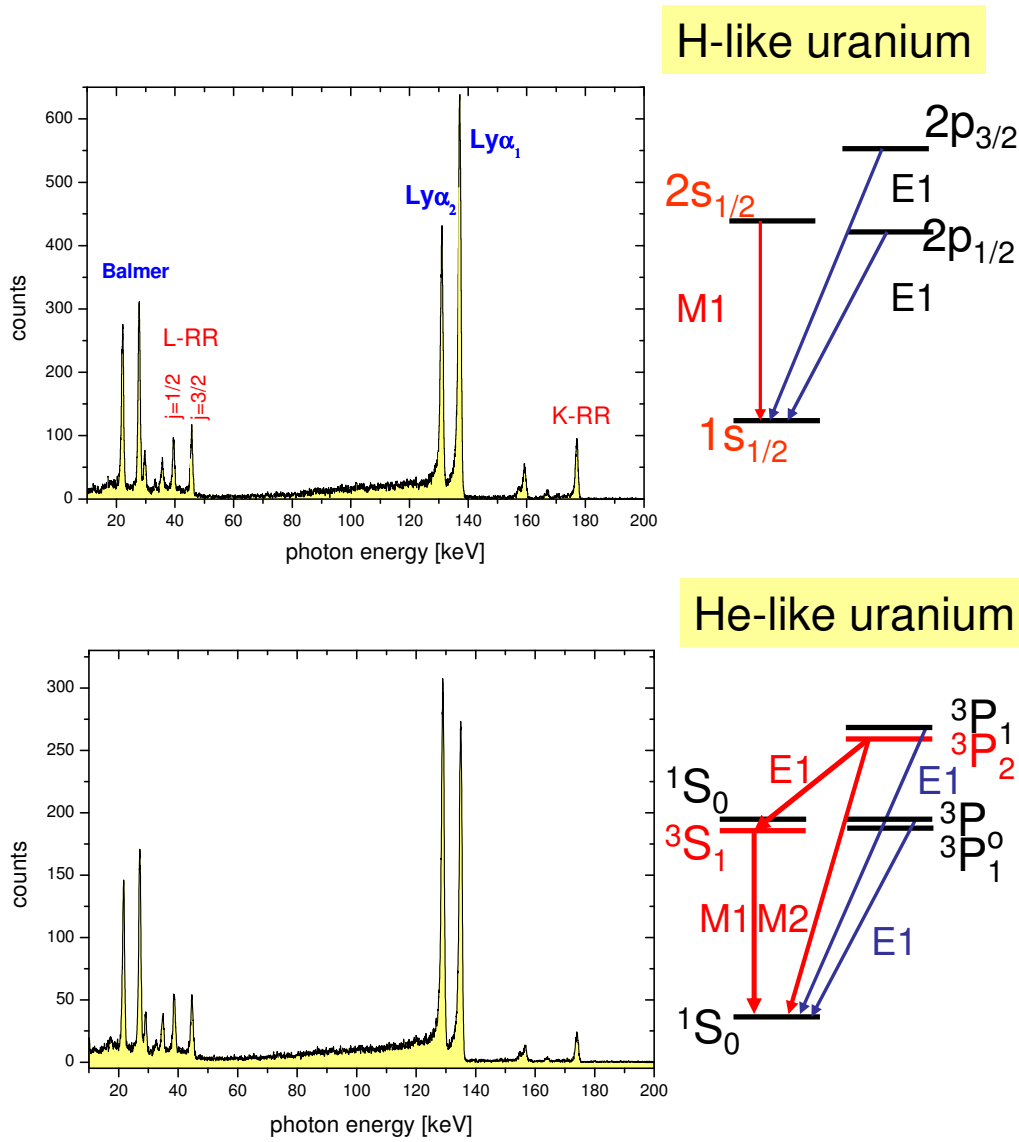 H-like uranium
600
500
400
300
200
100
0
counts
Balmer
L-RR
j=1/2
j=3/2
Lyα₂
Lyα₁
K-RR
20 40 60 80 100 120 140 160 180 200
photon energy [keV]
2p₃/₂
E1
2s₁/₂
2p₁/₂
M1
E1
1s₁/₂
He-like uranium
300
250
200
150
100
50
0
counts
20 40 60 80 100 120 140 160 180 200
photon energy [keV]
³P₁
³P₂
E1
E1
¹S₀
³P
³S₁
³P₁⁰
M1 M2
E1
¹S₀